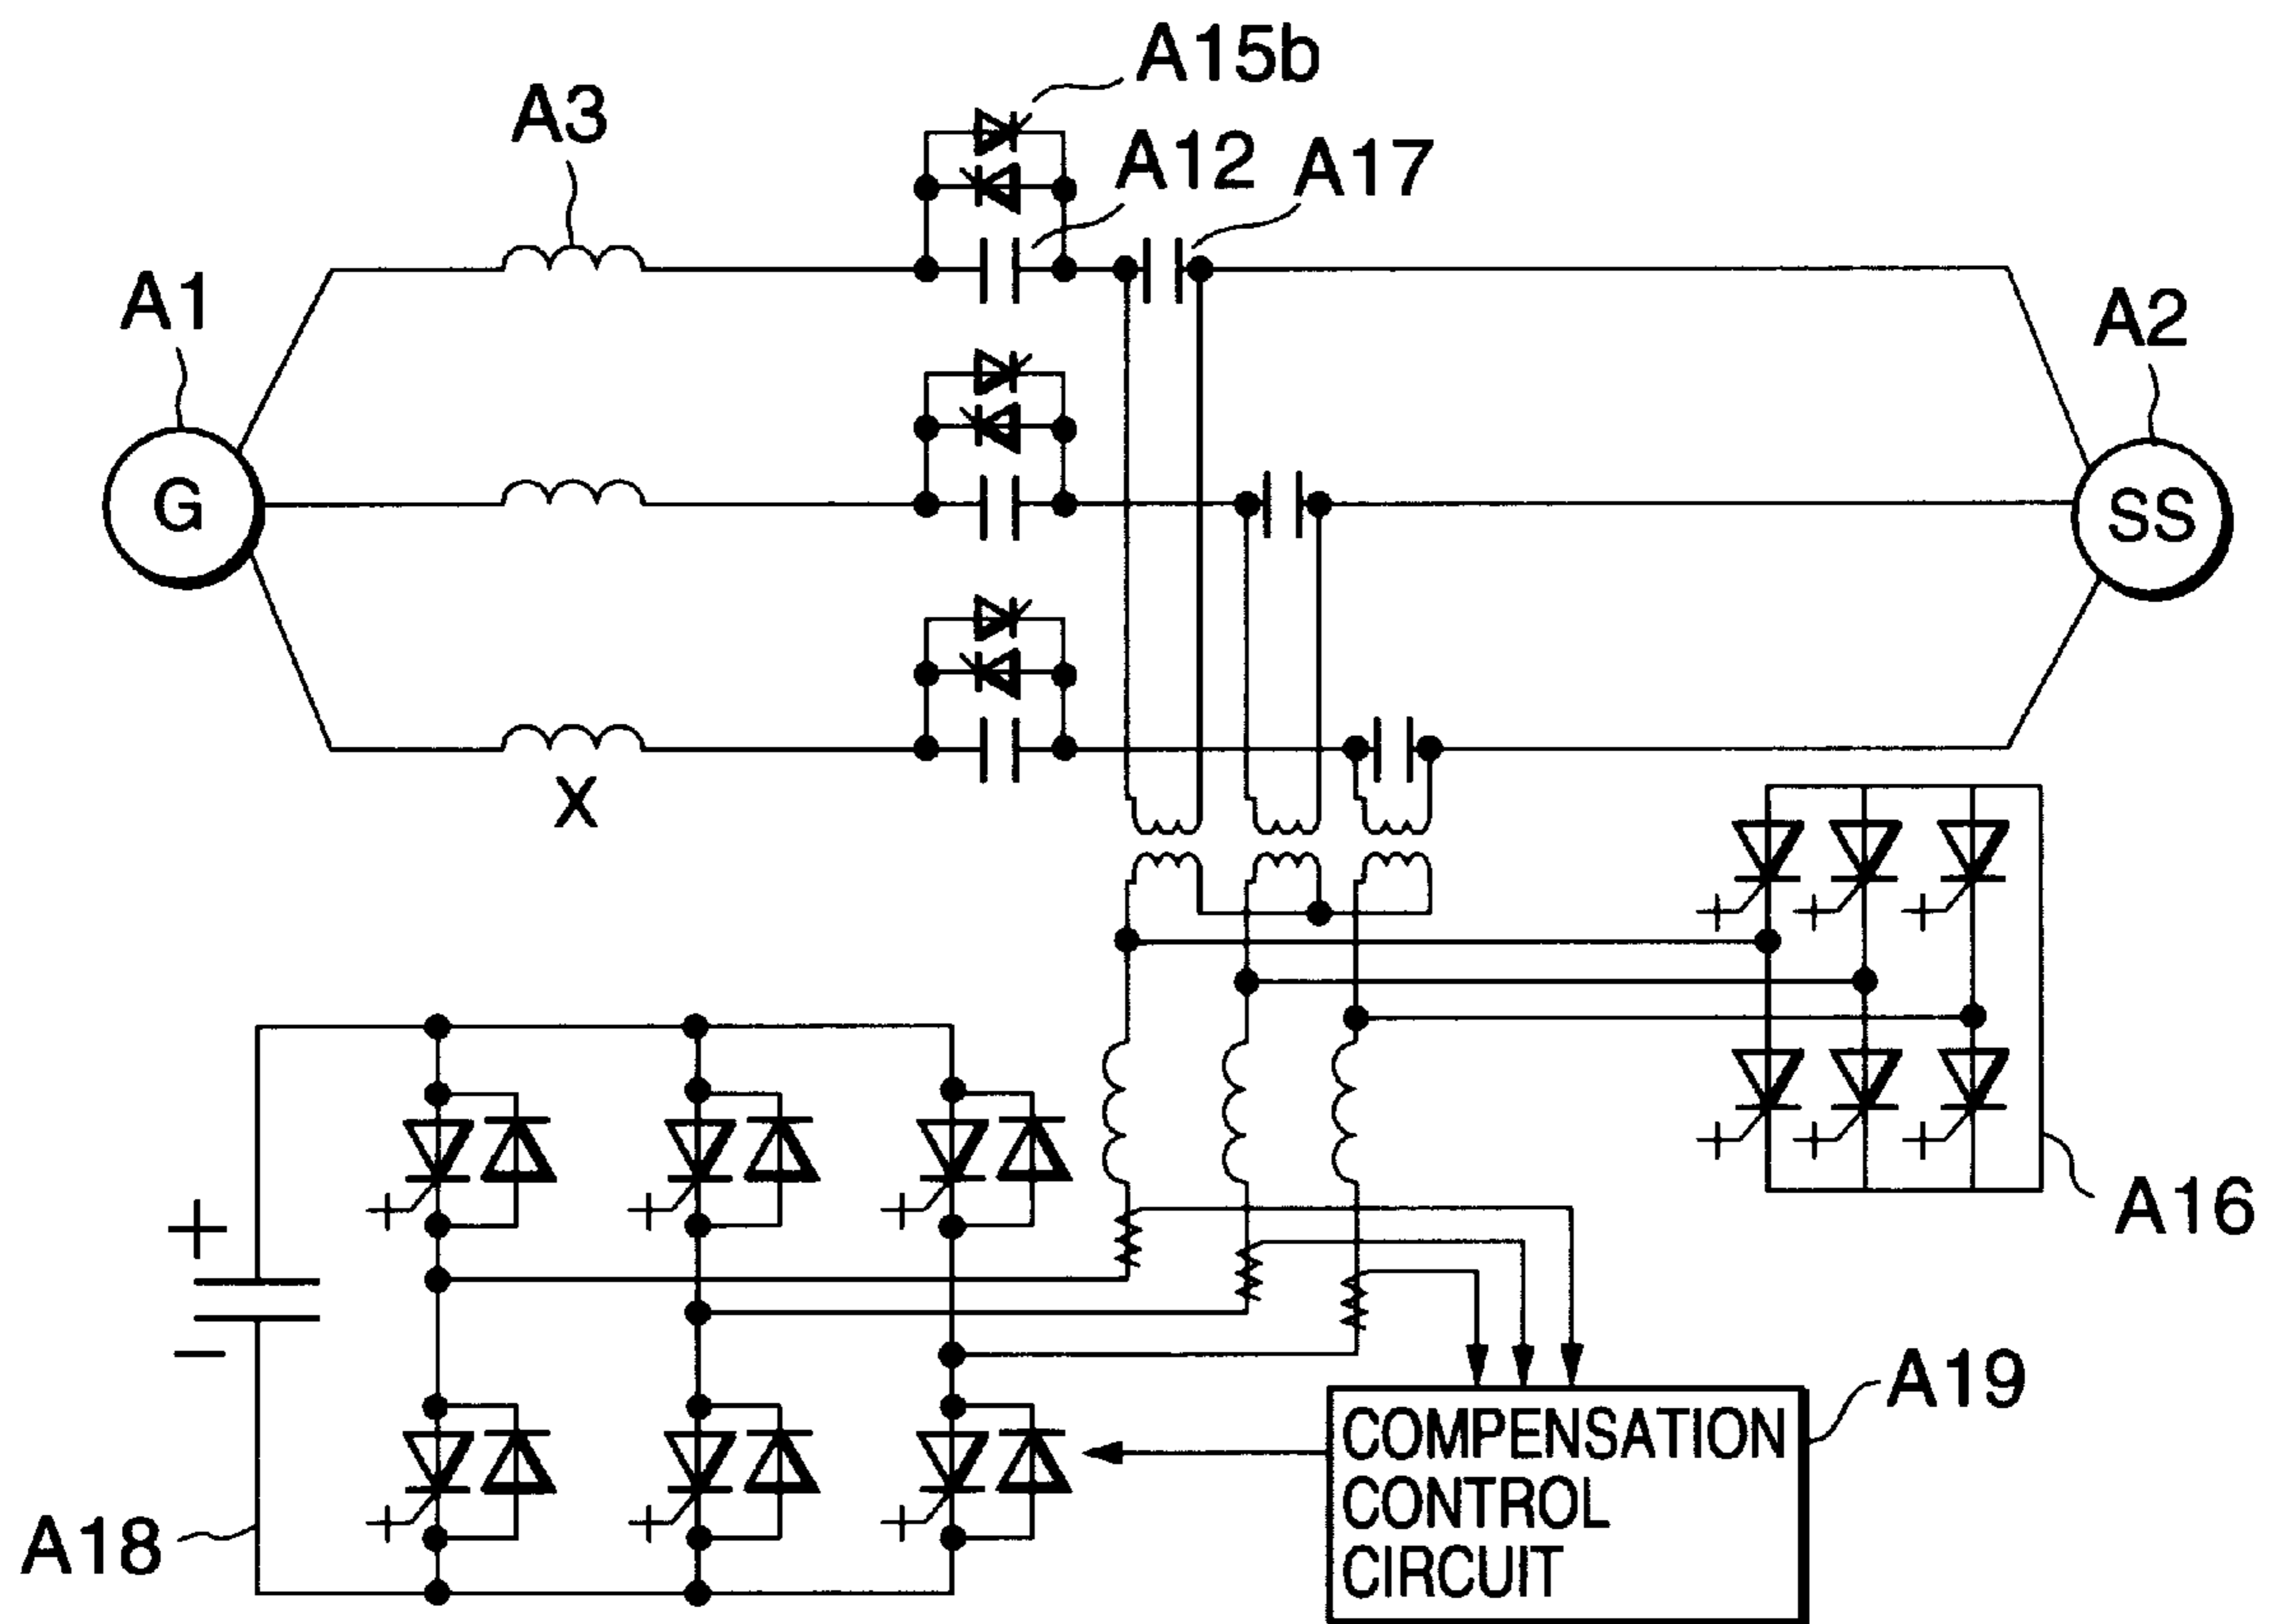 A15b
A3
A12
A17
A1
A2
G
SS
X
A16
+
−
A19
COMPENSATION
CONTROL
CIRCUIT
A18